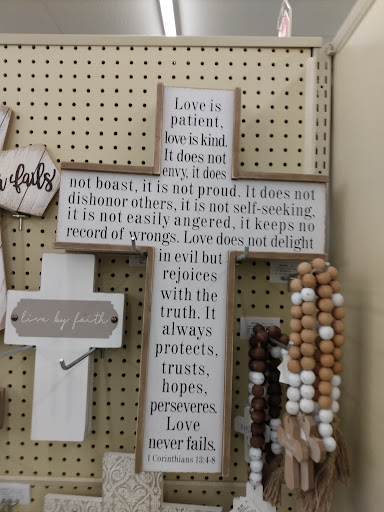 Love is
patient,
love is kind.
It does not
envy, it does
not boast, it is not proud. It does not
dishonor others, it is not self-seeking,
it is not easily angered, it keeps no
record of wrongs. Love does not delight
in evil but
rejoices
with the
truth. It
always
protects,
trusts,
hopes,
perseveres.
Love
never fails.
1 Corinthians 13:4-8
fails
live by faith